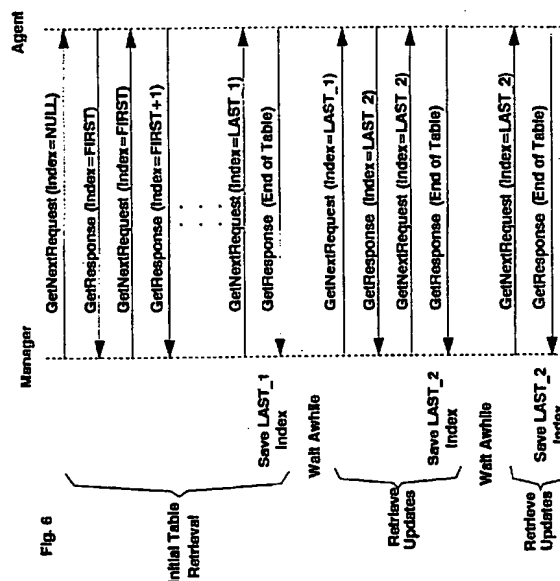 Fig. 6
Manager
Agent
Initial Table
Retrieval
GetNextRequest (Index=NULL)
GetResponse (Index=FIRST)
GetNextRequest (Index=FIRST)
GetResponse (Index=FIRST+1)
. . .
. . .
GetNextRequest (Index=LAST_1)
GetResponse (End of Table)
Save LAST_1
Index
Wait Awhile
Retrieve
Updates
GetNextRequest (Index=LAST_1)
GetResponse (Index=LAST_2)
GetNextRequest (Index=LAST_2)
GetResponse (End of Table)
Save LAST_2
Index
Wait Awhile
Retrieve
Updates
GetNextRequest (Index=LAST_2)
GetResponse (End of Table)
Save LAST_2
Index